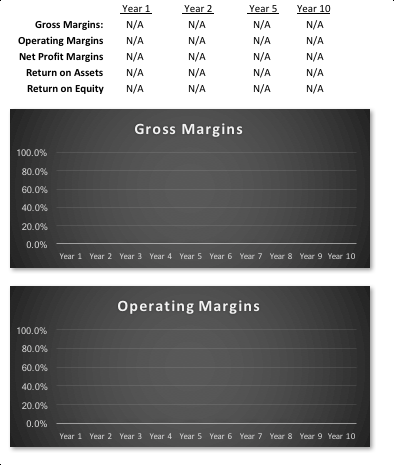 Year 1 Year 2 Year 5 Year 10
Gross Margins: N/A N/A N/A N/A
Operating Margins N/A N/A N/A N/A
Net Profit Margins N/A N/A N/A N/A
Return on Assets N/A N/A N/A N/A
Return on Equity N/A N/A N/A N/A
Gross Margins
100.0%
80.0%
60.0%
40.0%
20.0%
0.0%
Year 1 Year 2 Year 3 Year 4 Year 5 Year 6 Year 7 Year 8 Year 9 Year 10
Operating Margins
100.0%
80.0%
60.0%
40.0%
20.0%
0.0%
Year 1 Year 2 Year 3 Year 4 Year 5 Year 6 Year 7 Year 8 Year 9 Year 10